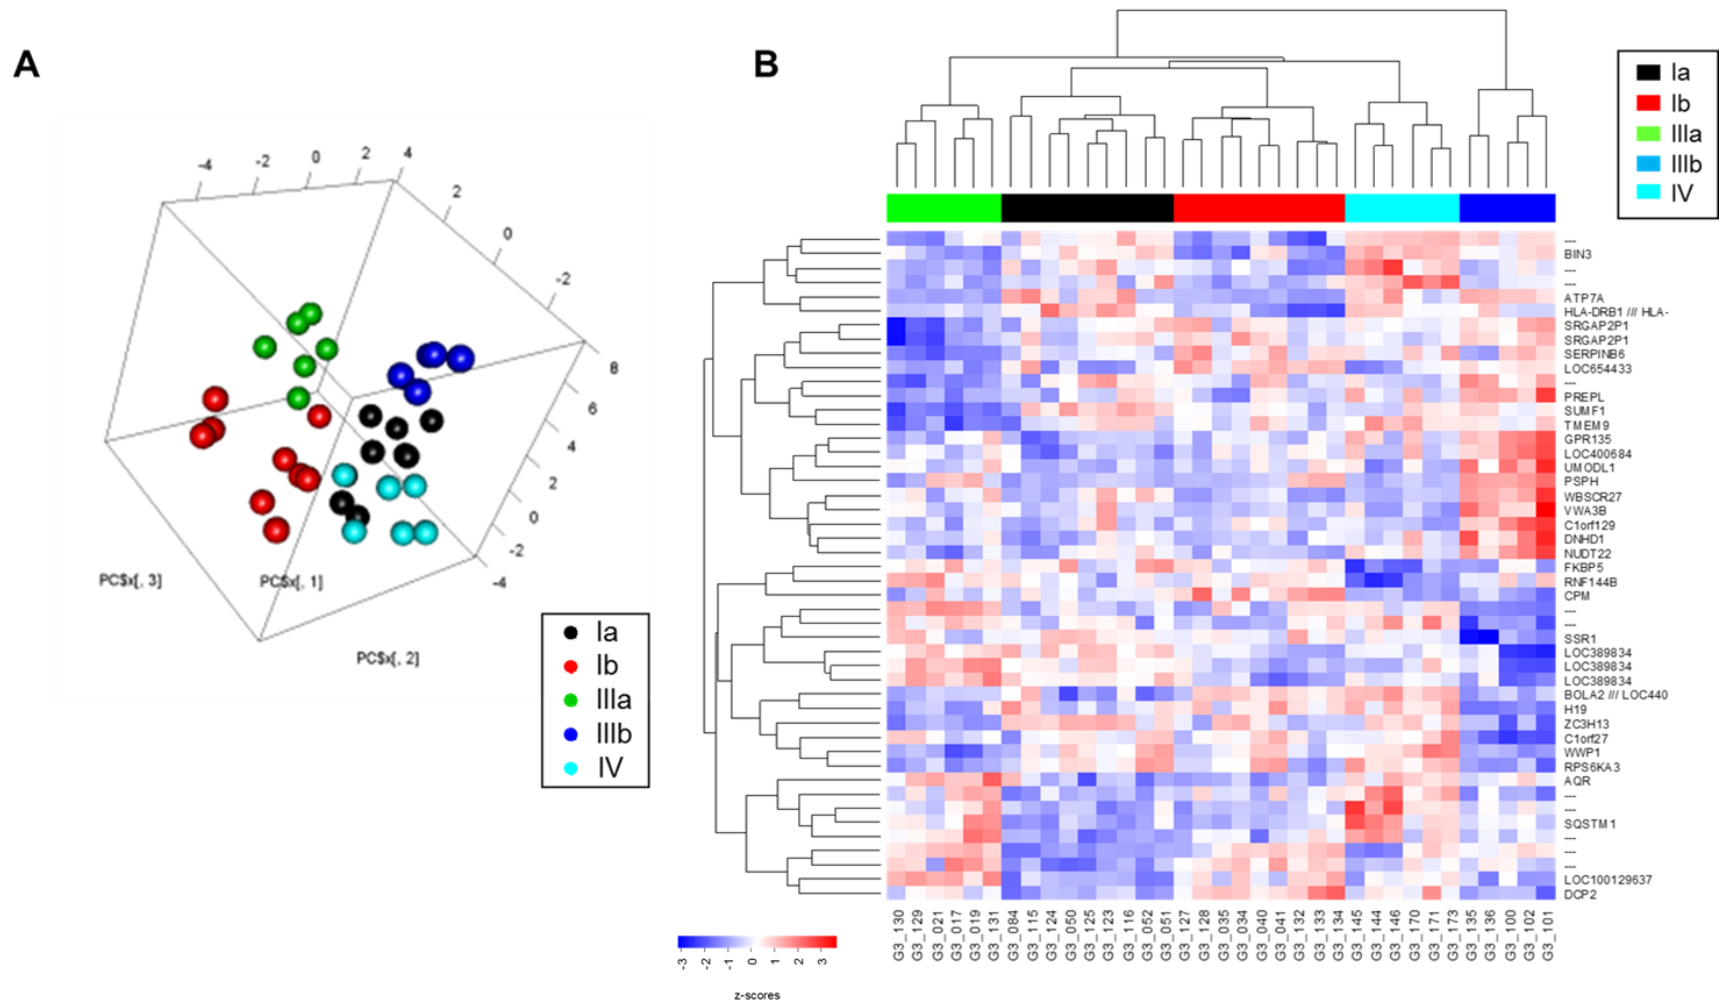 A
-4 -2 0 2 4
2
0
-2
8
6
4
2
0
-2
-4
PC$x[, 3]
PC$x[, 1]
PC$x[, 2]
Ia
Ib
IIIa
IIIb
IV
B
Ia
Ib
IIIa
IIIb
IV
---
BIN3
---
---
ATP7A
HLA-DRB1 /// HLA-
SRGAP2P1
SRGAP2P1
SERPINB6
LOC654433
---
PREPL
SUMF1
TMEM9
GPR135
LOC400684
UMODL1
PSPH
WBSCR27
VWA3B
C1orf129
DNHD1
NUDT22
FKBP5
RNF144B
CPM
---
---
SSR1
LOC389834
LOC389834
LOC389834
BOLA2 /// LOC440
H19
ZC3H13
C1orf27
WWP1
RPS6KA3
AQR
---
---
SQSTM1
---
---
LOC100129637
DCP2
G3_130
G3_129
G3_021
G3_017
G3_019
G3_131
G3_084
G3_115
G3_124
G3_050
G3_125
G3_123
G3_116
G3_052
G3_051
G3_127
G3_128
G3_035
G3_034
G3_040
G3_041
G3_132
G3_133
G3_134
G3_145
G3_144
G3_146
G3_170
G3_171
G3_173
G3_135
G3_136
G3_100
G3_102
G3_101
-3 -2 -1 0 1 2 3
z-scores